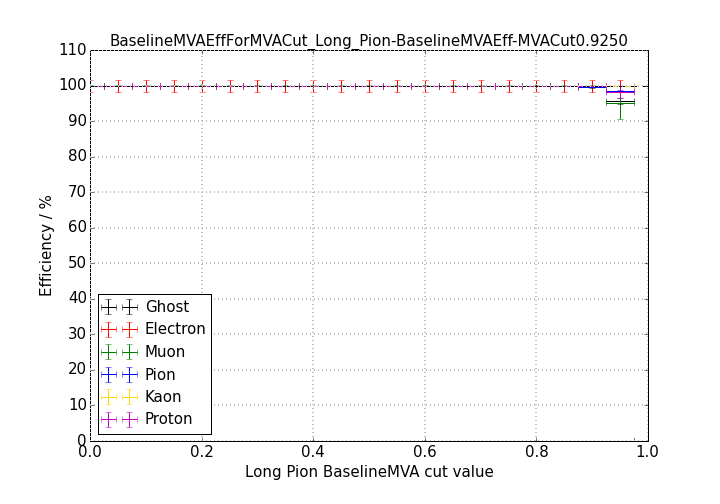 BaselineMVAEffForMVACut_Long_Pion-BaselineMVAEff-MVACut0.9250
110
100
90
80
70
60
50
40
30
20
10
0
Efficiency / %
Ghost
Electron
Muon
Pion
Kaon
Proton
0.0 0.2 0.4 0.6 0.8 1.0
Long Pion BaselineMVA cut value